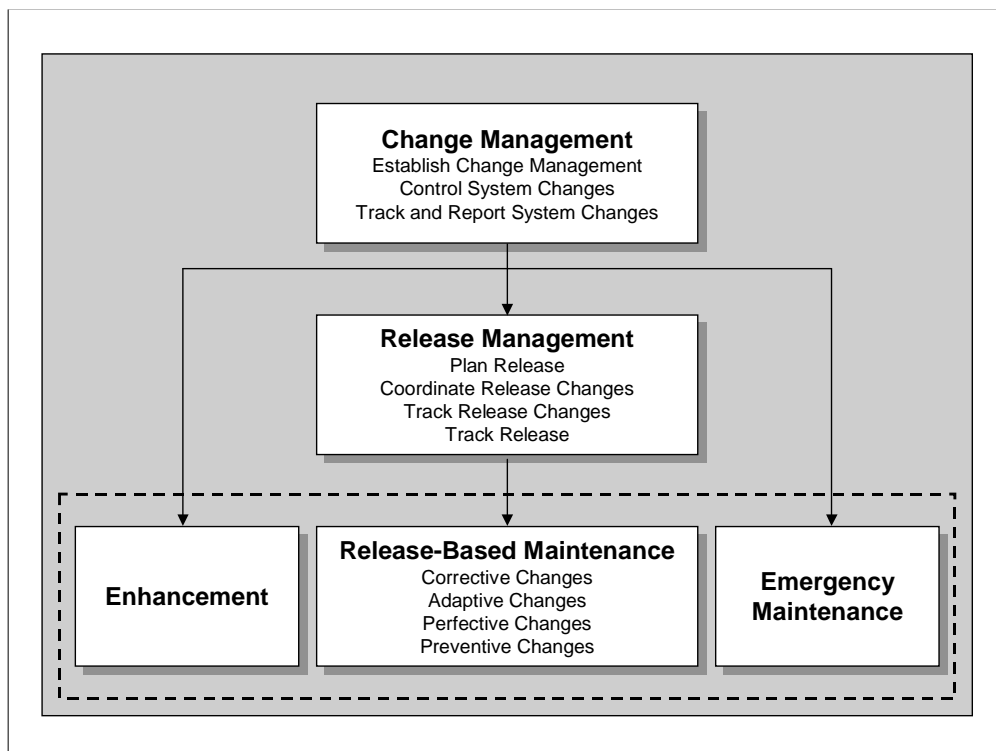 Change Management
Establish Change Management
Control System Changes
Track and Report System Changes
Release Management
Plan Release
Coordinate Release Changes
Track Release Changes
Track Release
Enhancement
Release-Based Maintenance
Corrective Changes
Adaptive Changes
Perfective Changes
Preventive Changes
Emergency
Maintenance